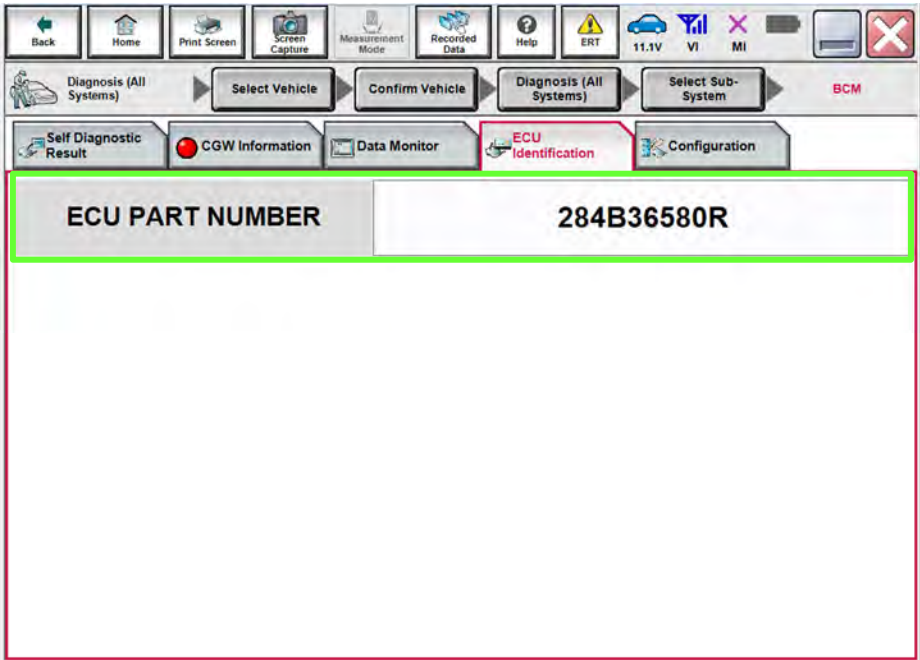 Back
Home
Print Screen
Screen
Capture
Measurement
Mode
Recorded
Data
Help
ERT
11.1V
VI
MI
Diagnosis (All
Systems)
Select Vehicle
Confirm Vehicle
Diagnosis (All
Systems)
Select Sub-
System
BCM
Self Diagnostic
Result
CGW Information
Data Monitor
ECU
Identification
Configuration
ECU PART NUMBER
284B36580R